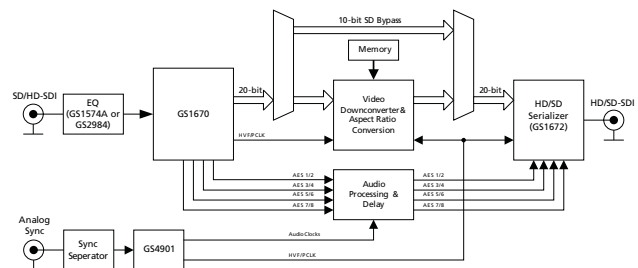 10-bit SD Bypass
Memory
SD/HD-SDI
EQ
(GS1574A or
GS2984)
GS1670
20-bit
Video
Downconverter&
Aspect Ratio
Conversion
20-bit
HD/SD
Serializer
(GS1672)
HD/SD-SDI
HVF/PCLK
AES 1/2
AES 3/4
AES 5/6
AES 7/8
Audio
Processing &
Delay
AES 1/2
AES 3/4
AES 5/6
AES 7/8
Analog
Sync
Sync
Seperator
GS4901
Audio Clocks
HVF/PCLK